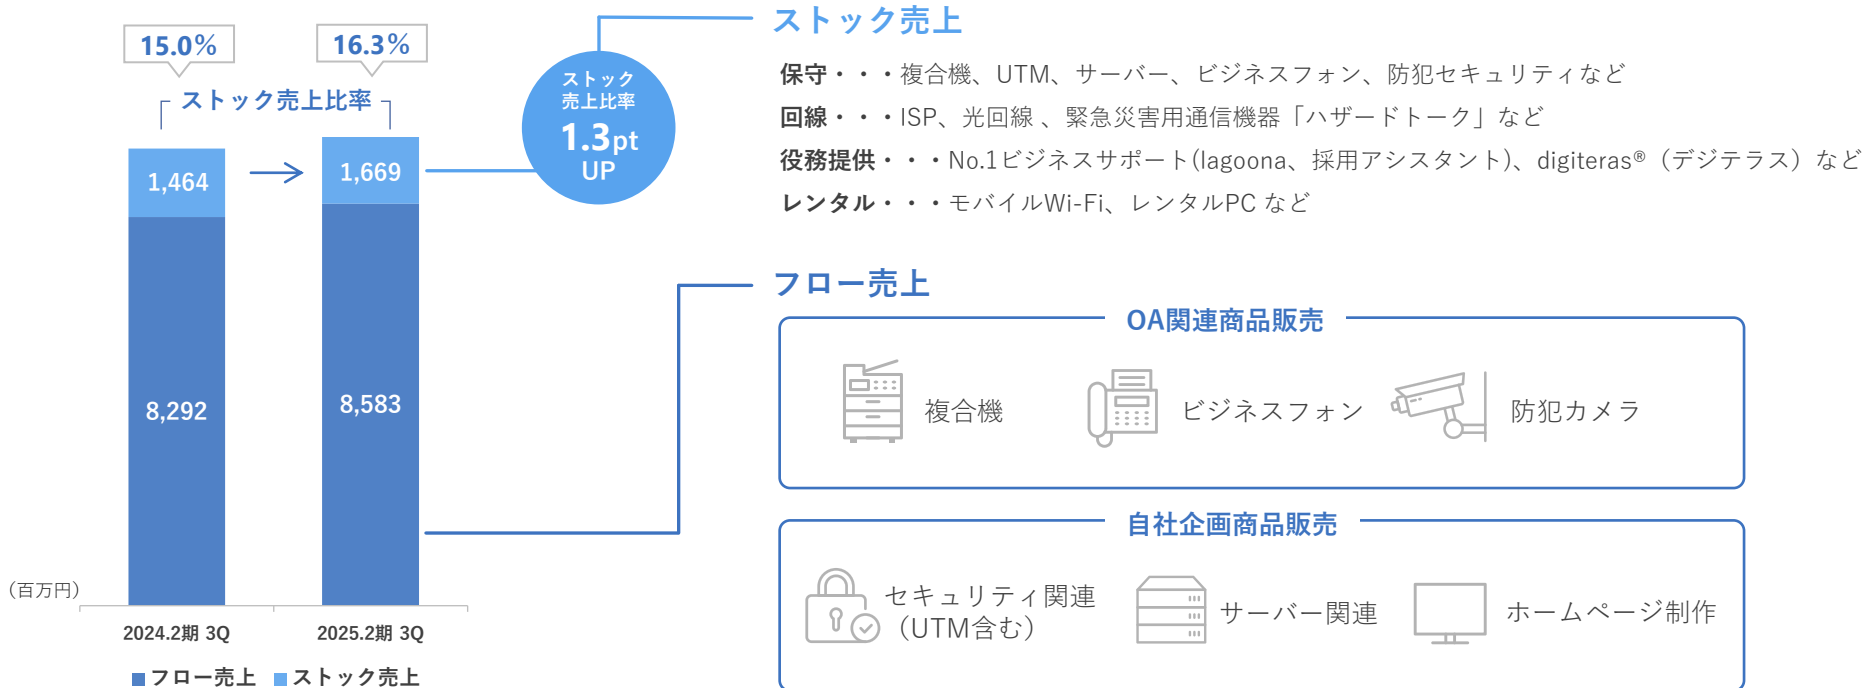 15.0%
16.3%
ストック売上比率
1,464
1,669
8,292
8,583
（百万円）
2024.2期 3Q
2025.2期 3Q
フロー売上
ストック売上
ストック
売上比率
1.3pt
UP
ストック売上
保守・・・複合機、UTM、サーバー、ビジネスフォン、防犯セキュリティなど
回線・・・ISP、光回線 、緊急災害用通信機器「ハザードトーク」など
役務提供・・・No.1ビジネスサポート(lagoona、採用アシスタント)、digiteras®（デジテラス）など
レンタル・・・モバイルWi-Fi、レンタルPC など
フロー売上
OA関連商品販売
複合機
ビジネスフォン
防犯カメラ
自社企画商品販売
セキュリティ関連
（UTM含む）
サーバー関連
ホームページ制作